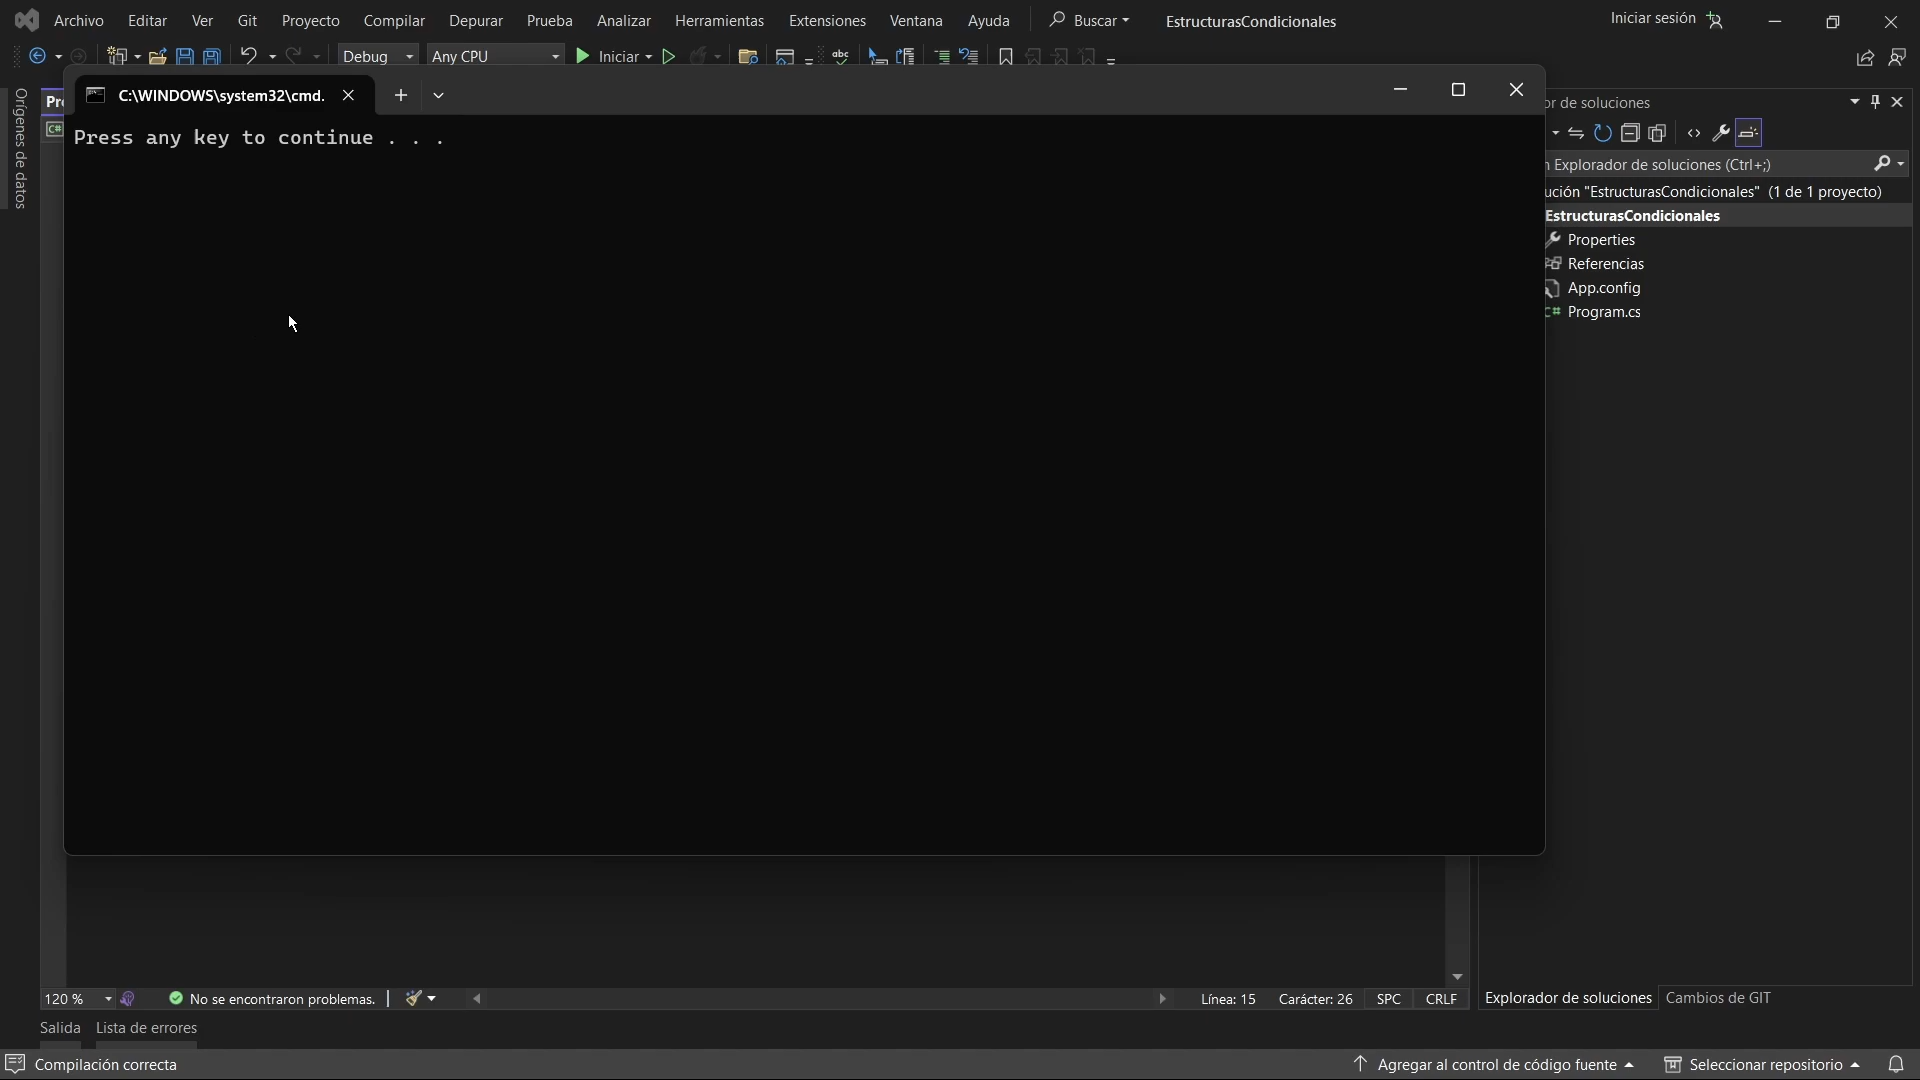 Archivo Editar Ver Git Proyecto Compilar Depurar Prueba Analizar Herramientas Extensiones Ventana Ayuda Buscar EstructurasCondicionales Iniciar sesión
Debug Any CPU Iniciar abc
Orígenes de datos
C:\WINDOWS\system32\cmd.
Press any key to continue . . .
C#
or de soluciones
Explorador de soluciones (Ctrl+;)
ución "EstructurasCondicionales" (1 de 1 proyecto)
EstructurasCondicionales
Properties
Referencias
App.config
Program.cs
120 % No se encontraron problemas. Línea: 15 Carácter: 26 SPC CRLF
Explorador de soluciones Cambios de GIT
Salida Lista de errores
Compilación correcta Agregar al control de código fuente Seleccionar repositorio